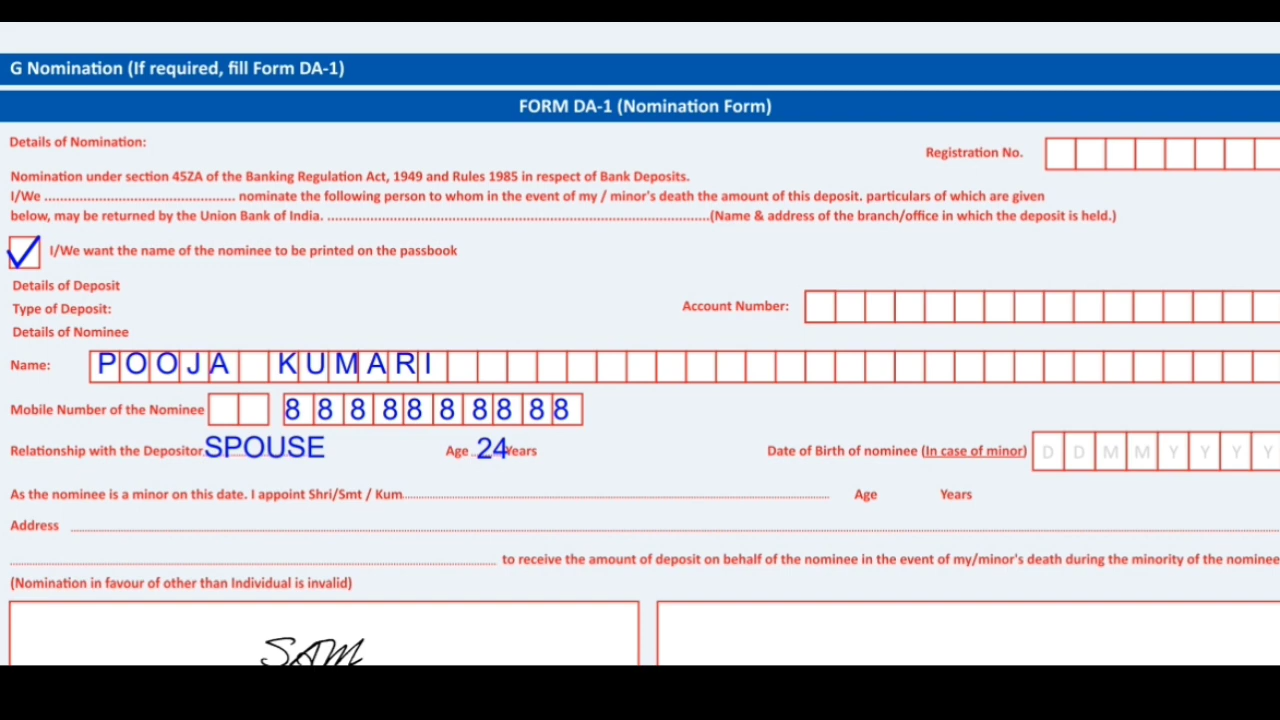 G Nomination (If required, fill Form DA-1)
FORM DA-1 (Nomination Form)
Details of Nomination:
Registration No.
Nomination under section 45ZA of the Banking Regulation Act, 1949 and Rules 1985 in respect of Bank Deposits.
I/We ................................................ nominate the following person to whom in the event of my / minor's death the amount of this deposit. particulars of which are given
below, may be returned by the Union Bank of India. ................................................(Name & address of the branch/office in which the deposit is held.)
I/We want the name of the nominee to be printed on the passbook
Details of Deposit
Type of Deposit:
Account Number:
Details of Nominee
Name: POOJA KUMARI
Mobile Number of the Nominee 8888888888
Relationship with the Depositor SPOUSE Age 24 Years Date of Birth of nominee (In case of minor) D D M M Y Y Y Y
As the nominee is a minor on this date. I appoint Shri/Smt / Kum................................ Age Years
Address ................................
................................ to receive the amount of deposit on behalf of the nominee in the event of my/minor's death during the minority of the nominee
(Nomination in favour of other than Individual is invalid)
SAM